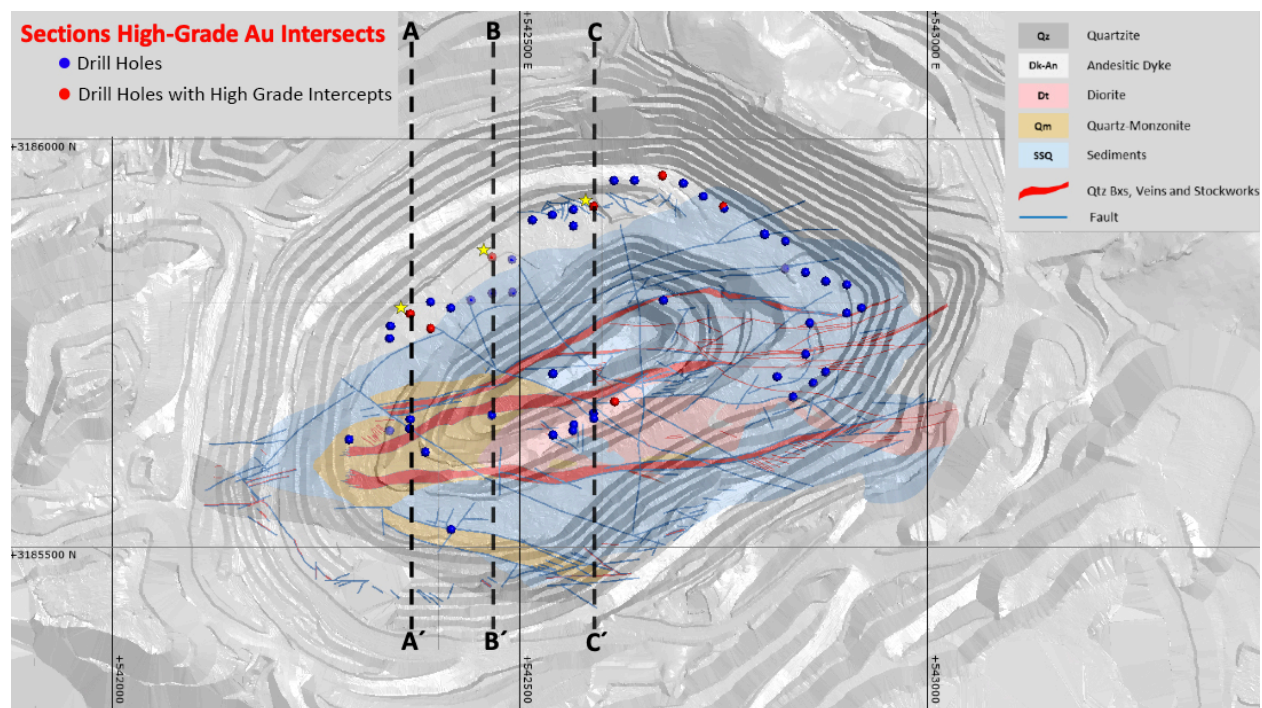 Sections High-Grade Au Intersects
Drill Holes
Drill Holes with High Grade Intercepts
A
B
C
+542500 E
+543000 E
Qz Quartzite
Dk-An Andesitic Dyke
Dt Diorite
Qm Quartz-Monzonite
SSQ Sediments
Qtz Bxs, Veins and Stockworks
Fault
+3186000 N
+3185500 N
A´
B´
C´
+542000
+542500
+543000